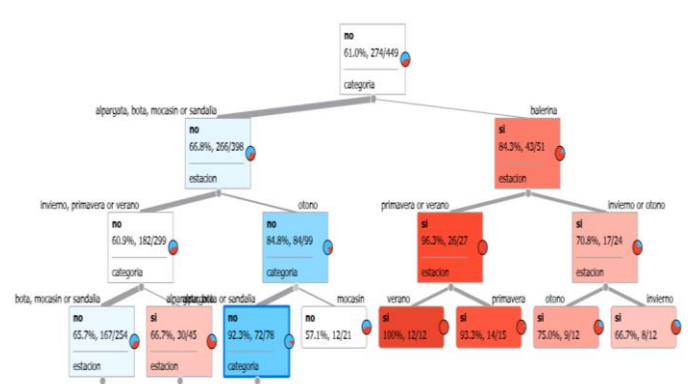 no
61.0%, 274/449
categoria
alpargata, bota, mocasin or sandalia
balerina
no
66.8%, 266/398
estacion
si
84.3%, 43/51
estacion
invierno, primavera or verano
otono
primavera or verano
invierno or otono
no
60.9%, 182/299
categoria
no
84.8%, 84/99
categoria
si
96.3%, 26/27
estacion
si
70.8%, 17/24
estacion
bota, mocasin or sandalia
or sandalia
mocasin
verano
primavera
otono
invierno
no
65.7%, 167/254
estacion
si
66.7%, 30/45
estacion
no
92.3%, 72/78
categoria
no
57.1%, 12/21
si
100%, 12/12
si
93.3%, 14/15
si
75.0%, 9/12
si
66.7%, 8/12